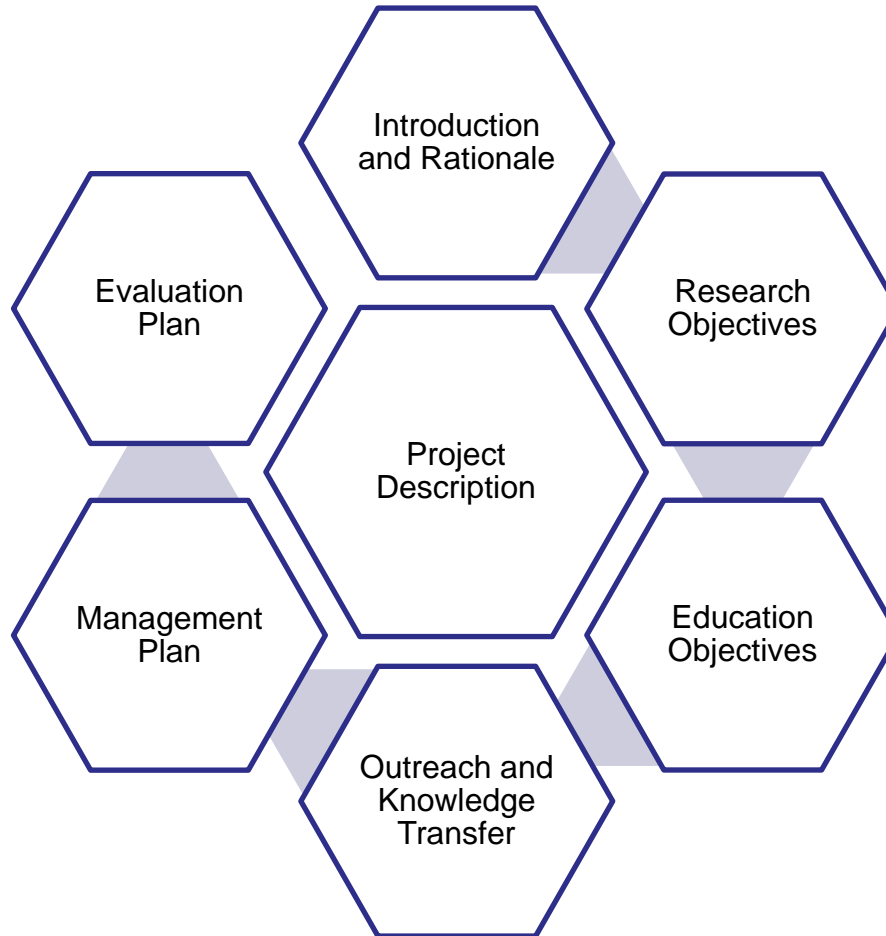 Introduction
and Rationale
Research
Objectives
Education
Objectives
Outreach and
Knowledge
Transfer
Management
Plan
Evaluation
Plan
Project
Description